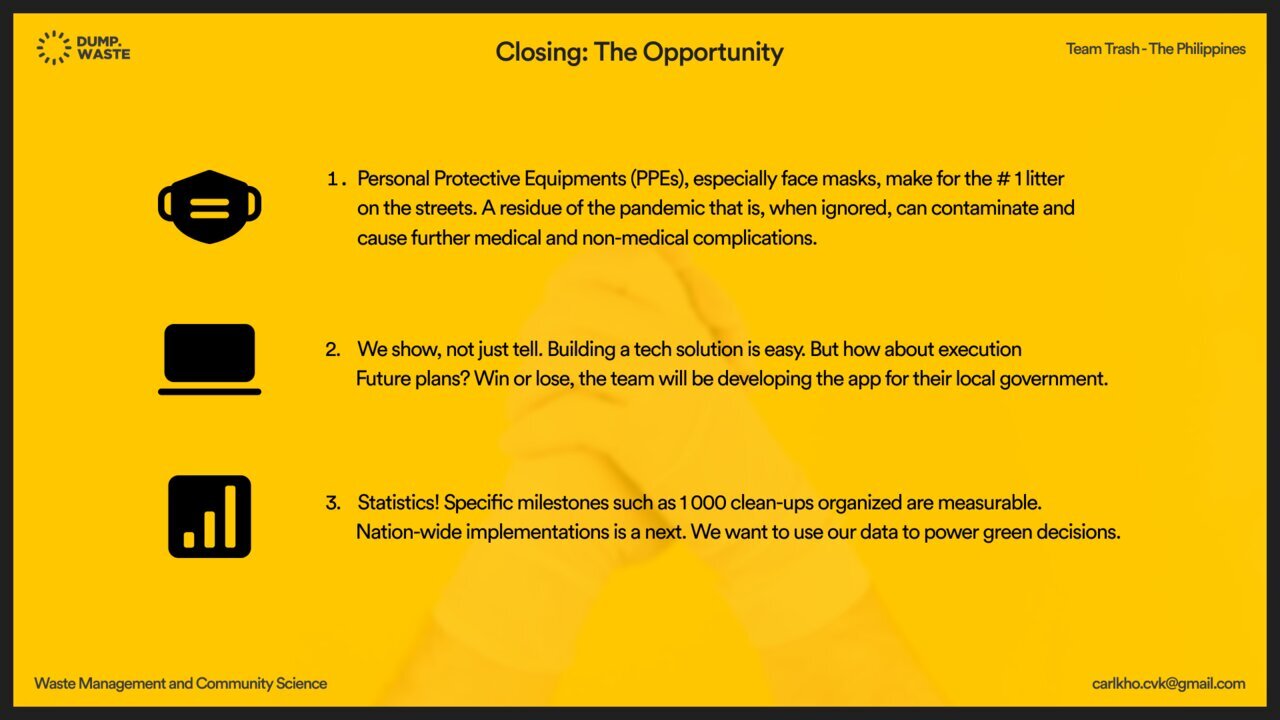 DUMP.
WASTE
Closing: The Opportunity
Team Trash - The Philippines
1. Personal Protective Equipments (PPEs), especially face masks, make for the # 1 litter
on the streets. A residue of the pandemic that is, when ignored, can contaminate and
cause further medical and non-medical complications.
2. We show, not just tell. Building a tech solution is easy. But how about execution
Future plans? Win or lose, the team will be developing the app for their local government.
3. Statistics! Specific milestones such as 1 000 clean-ups organized are measurable.
Nation-wide implementations is a next. We want to use our data to power green decisions.
Waste Management and Community Science
carlkho.cvk@gmail.com